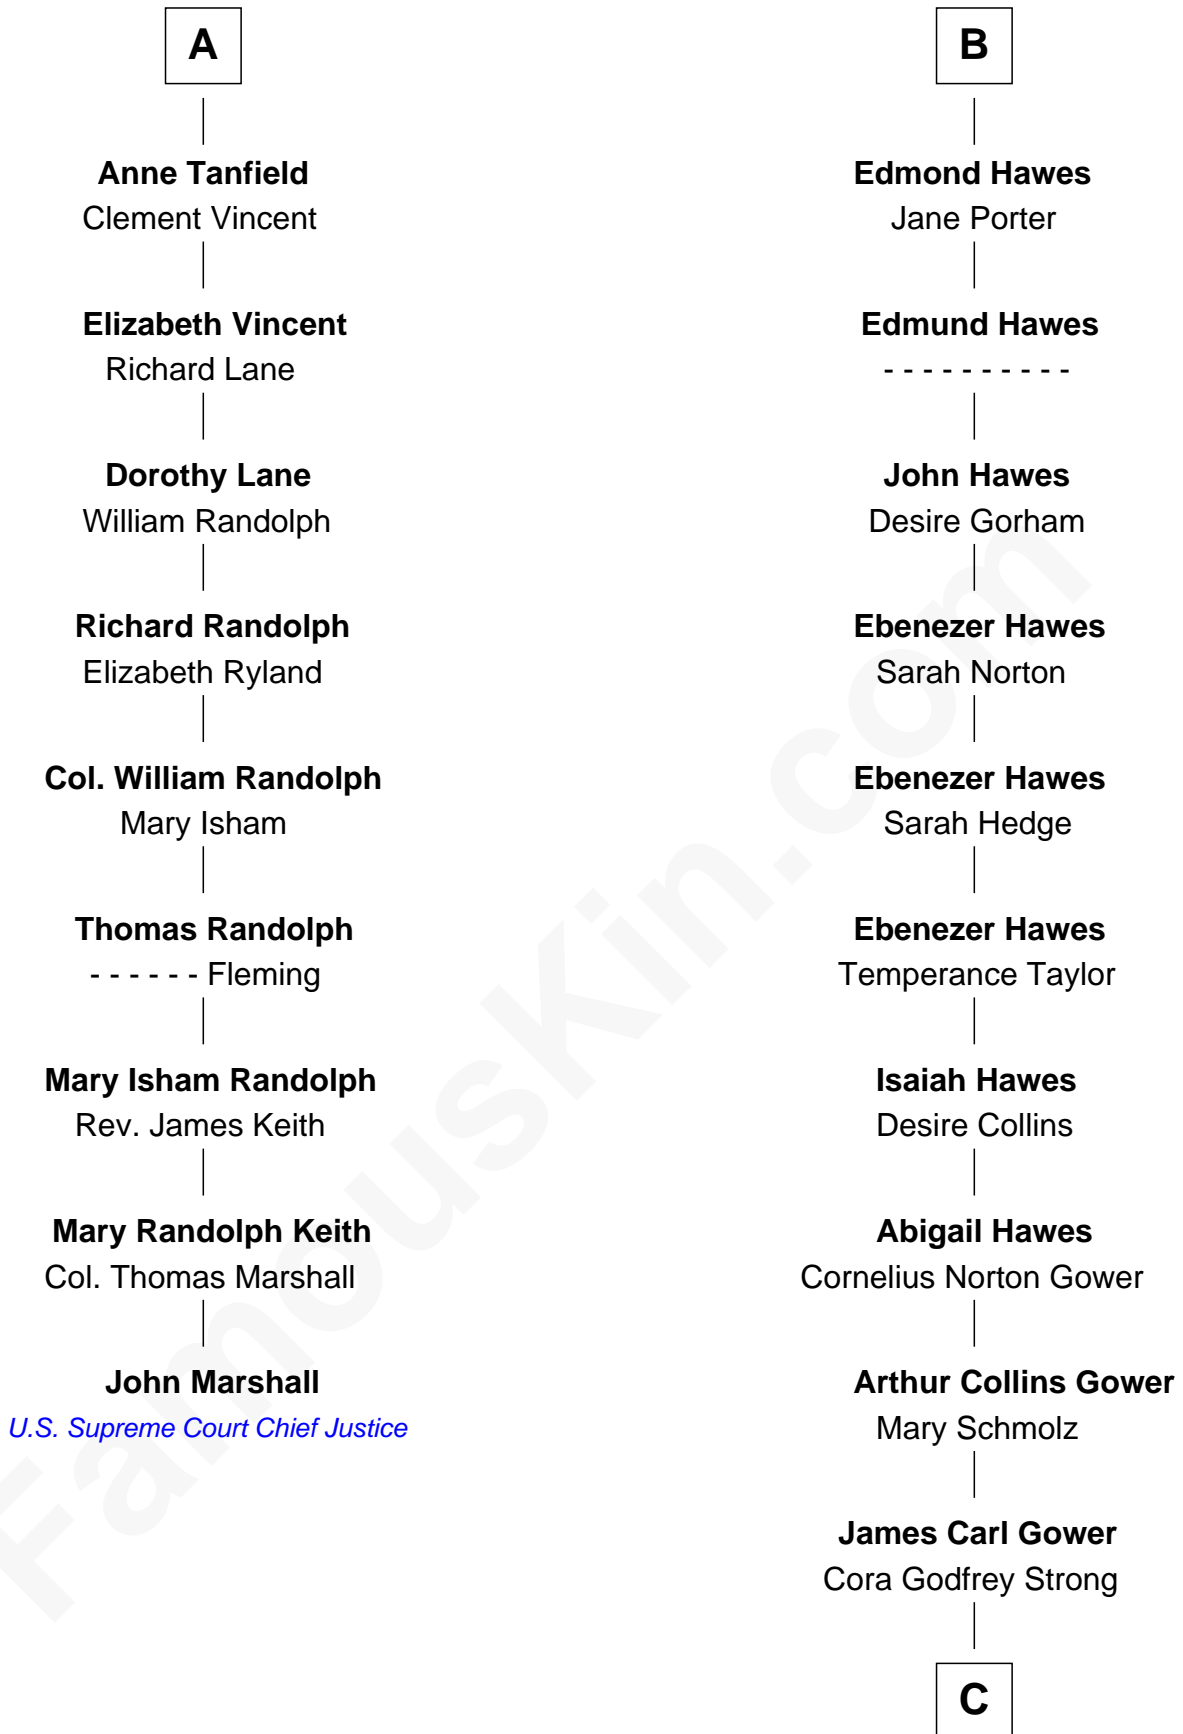 A
Anne Tanfield
Clement Vincent
Elizabeth Vincent
Richard Lane
Dorothy Lane
William Randolph
Richard Randolph
Elizabeth Ryland
Col. William Randolph
Mary Isham
Thomas Randolph
- - - - - - Fleming
Mary Isham Randolph
Rev. James Keith
Mary Randolph Keith
Col. Thomas Marshall
John Marshall
U.S. Supreme Court Chief Justice
B
Edmond Hawes
Jane Porter
Edmund Hawes
- - - - - - - - - -
John Hawes
Desire Gorham
Ebenezer Hawes
Sarah Norton
Ebenezer Hawes
Sarah Hedge
Ebenezer Hawes
Temperance Taylor
Isaiah Hawes
Desire Collins
Abigail Hawes
Cornelius Norton Gower
Arthur Collins Gower
Mary Schmolz
James Carl Gower
Cora Godfrey Strong
C
FamousKin.com